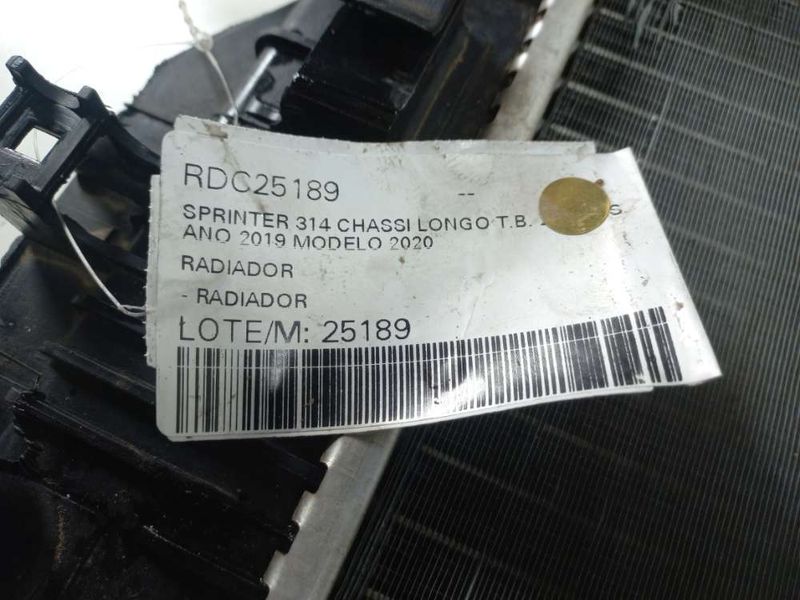 RDC25189 --
SPRINTER 314 CHASSI LONGO T.B.
ANO 2019 MODELO 2020
RADIADOR
- RADIADOR
LOTE/M: 25189